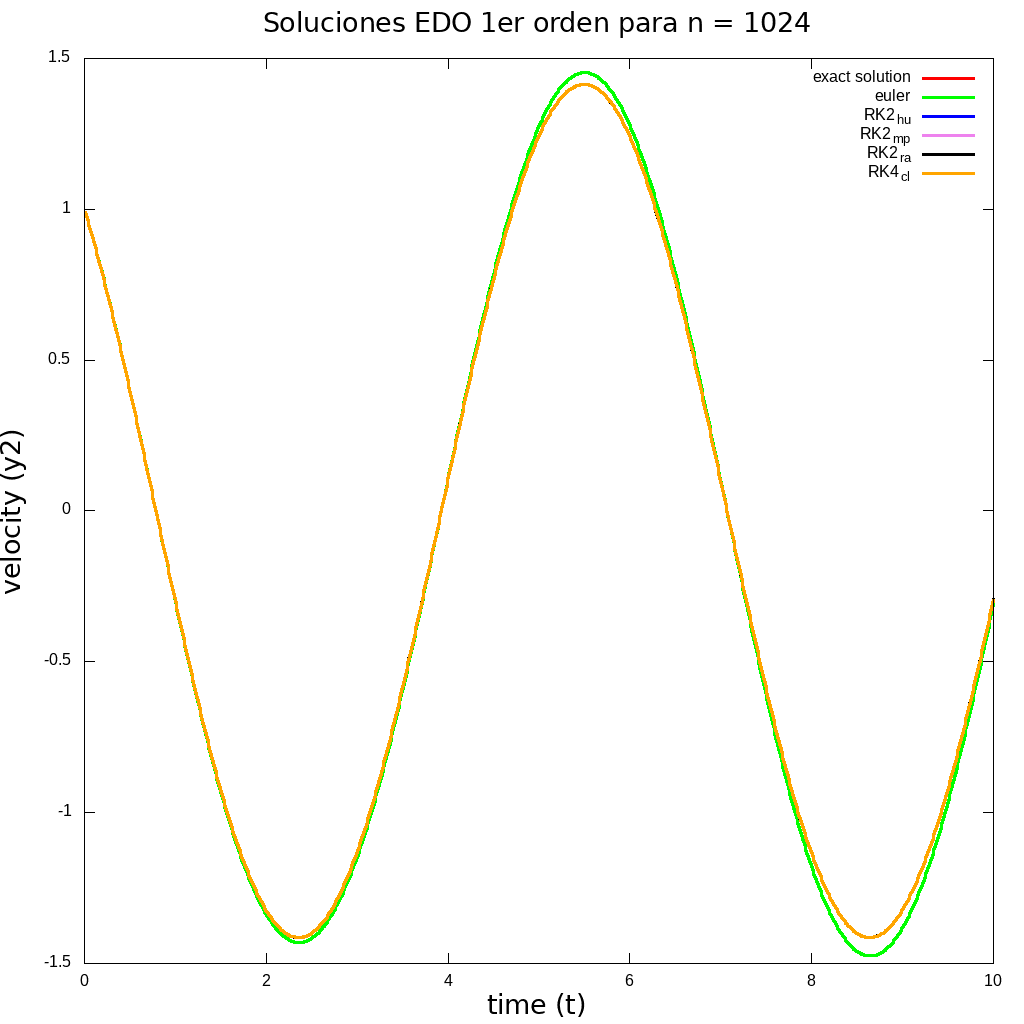 Soluciones EDO 1er orden para n = 1024
exact solution
euler
RK2hu
RK2mp
RK2ra
RK4cl
1.5
1
0.5
0
-0.5
-1
-1.5
velocity (y2)
0 2 4 6 8 10
time (t)